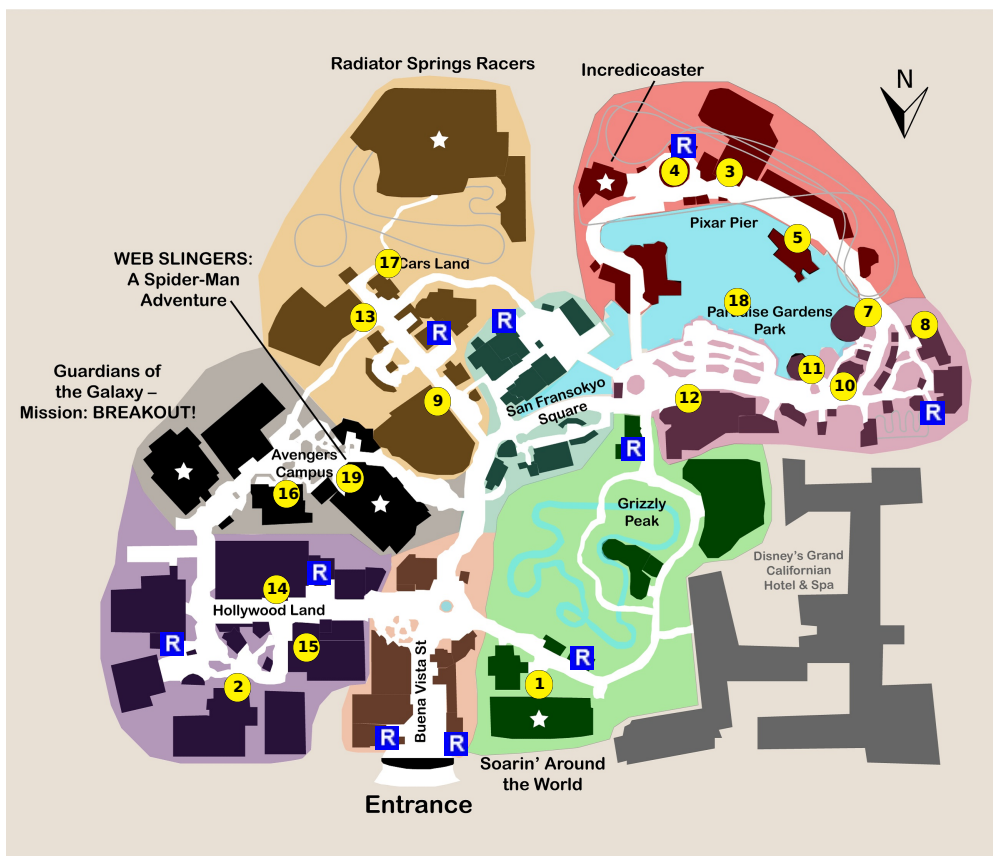 Radiator Springs Racers
Incredicoaster
N
R
4
3
Pixar Pier
5
WEB SLINGERS:
A Spider-Man
Adventure
17
Cars Land
18
Paradise Gardens
Park
7
8
13
R
R
Guardians of
the Galaxy –
Mission: BREAKOUT!
11
10
9
San Fransokyo
Square
12
R
R
Avengers
Campus
19
16
Grizzly
Peak
Disney's Grand
Californian
Hotel & Spa
R
14
Hollywood Land
R
15
Buena Vista St
R
2
1
R
R
Soarin' Around
the World
Entrance